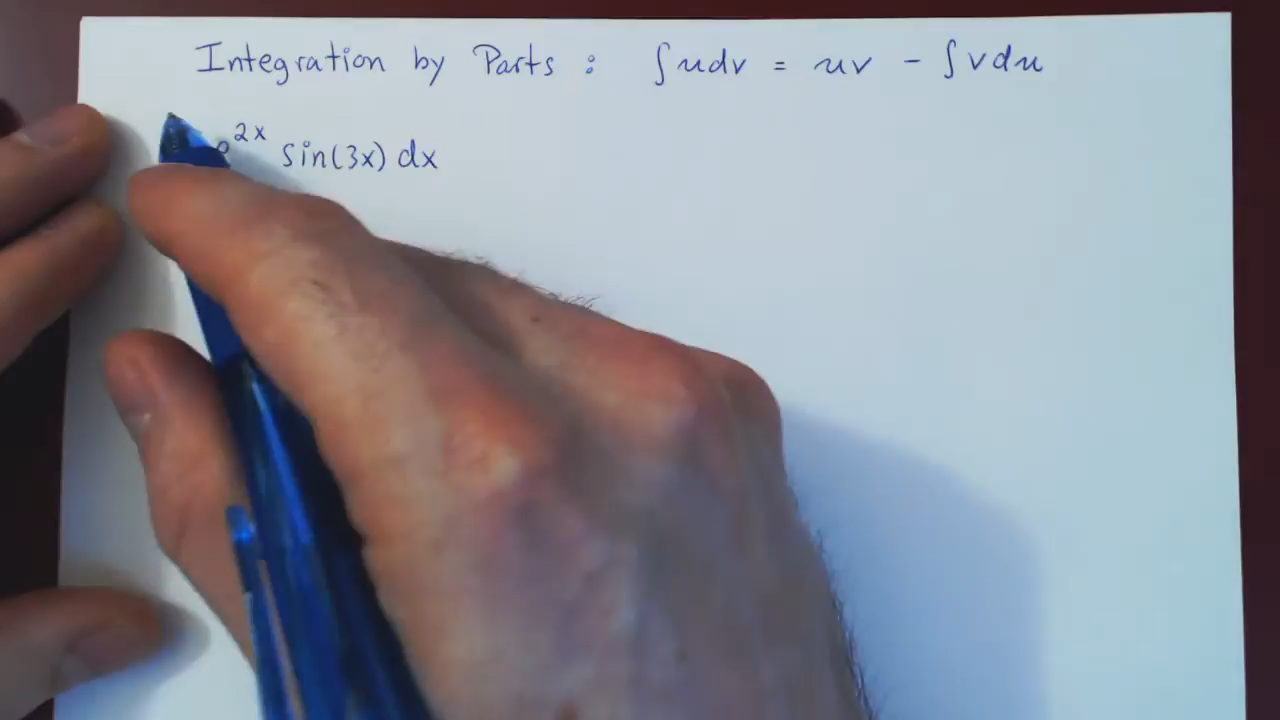 Integration by Parts : ∫udv = uv - ∫vdu
e^{2x} sin(3x) dx